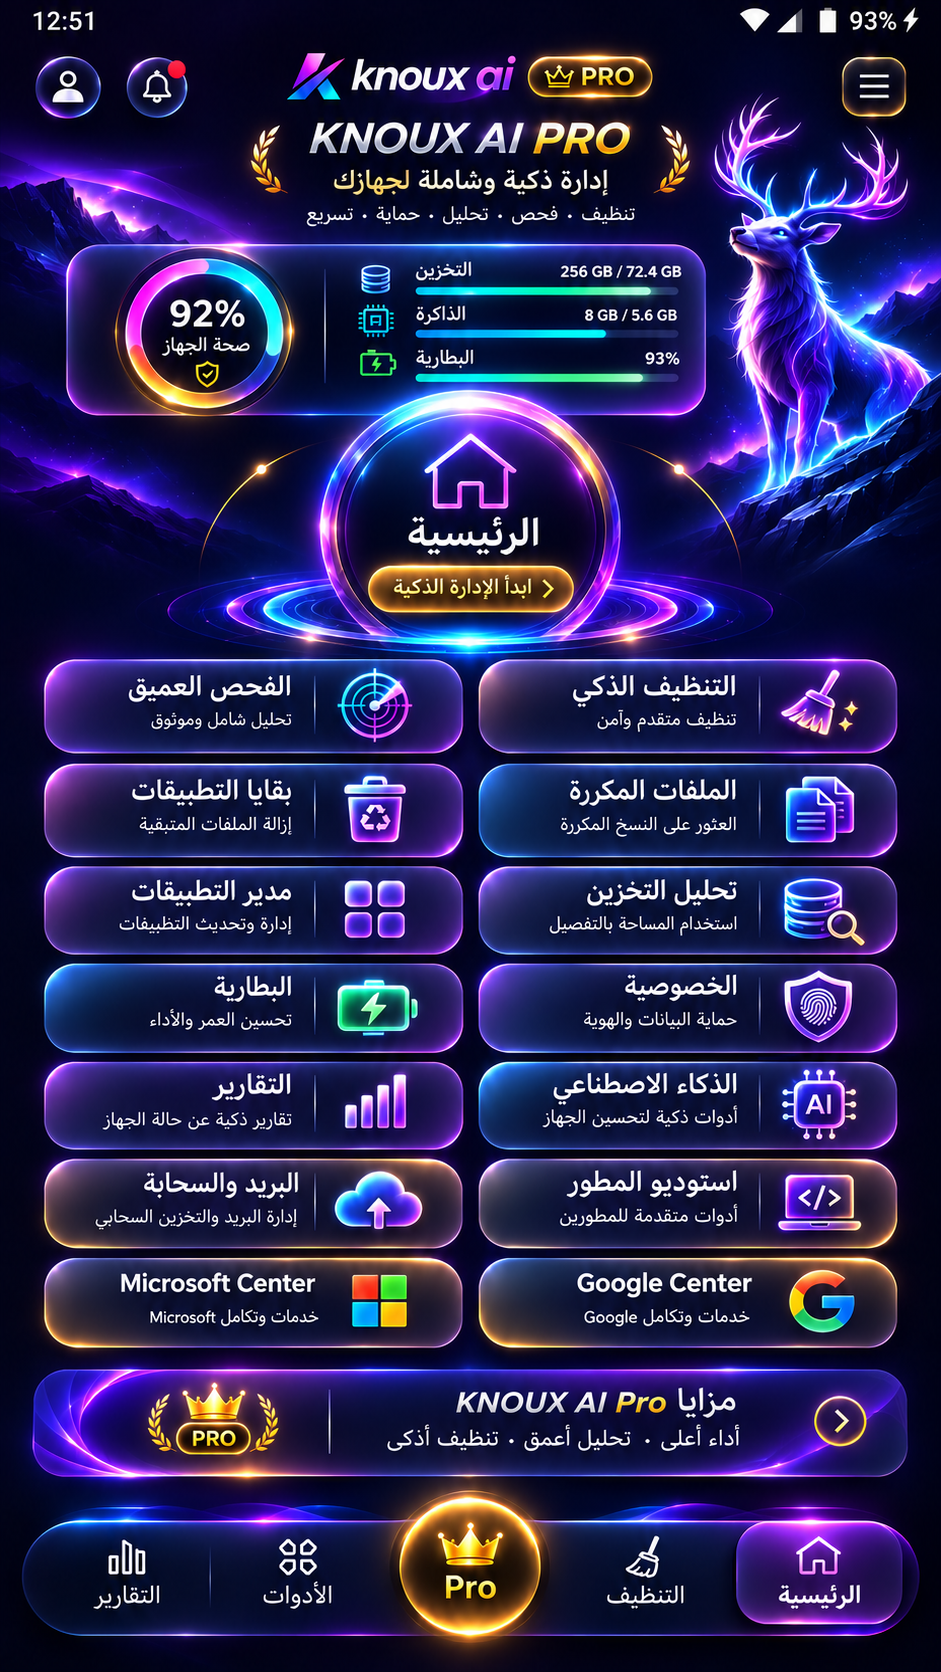 12:51
93%
knoux ai PRO
KNOUX AI PRO
إدارة ذكية وشاملة لجهازك
تنظيف • فحص • تحليل • حماية • تسريع
92%
صحة الجهاز
التخزين 256 GB / 72.4 GB
الذاكرة 8 GB / 5.6 GB
البطارية 93%
الرئيسية
ابدأ الإدارة الذكية
التنظيف الذكي
تنظيف متقدم وآمن
الفحص العميق
تحليل شامل وموثوق
الملفات المكررة
العثور على النسخ المكررة
بقايا التطبيقات
إزالة الملفات المتبقية
تحليل التخزين
استخدام المساحة بالتفصيل
مدير التطبيقات
إدارة وتحديث التظبيفات
الخصوصية
حماية البيانات والهوية
البطارية
تحسين العمر والأداء
الذكاء الاصطناعي
أدوات ذكية لتحسين الجهاز
AI
التقارير
تقارير ذكية عن حالة الجهاز
استوديو المطور
أدوات متقدمة للمطورين
</>
البريد والسحابة
إدارة البريد والتخزين السحابي
Google Center
خدمات وتكامل Google
Microsoft Center
خدمات وتكامل Microsoft
مزايا KNOUX AI Pro
أداء أعلى • تحليل أعمق • تنظيف أذكى
PRO
الرئيسية
التنظيف
Pro
الأدوات
التقارير